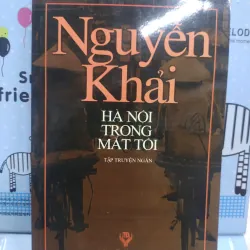 Nguyễn
Khải
HÀ NỘI
TRONG
MẮT TÔI
TẬP TRUYỆN NGẮN